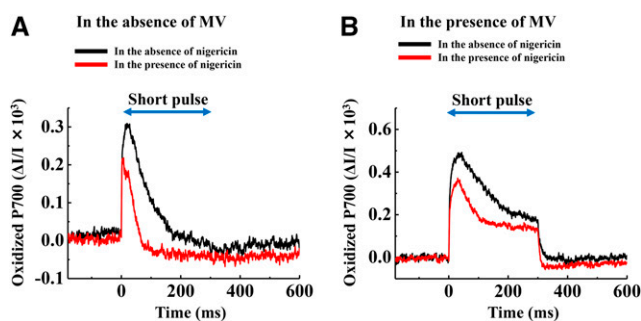 A
In the absence of MV
In the absence of nigericin
In the presence of nigericin
Short pulse
Oxidized P700 (ΔI/I × 10³)
0.3
0.2
0.1
0.0
-0.1
0
200
400
600
Time (ms)
B
In the presence of MV
In the absence of nigericin
In the presence of nigericin
Short pulse
Oxidized P700 (ΔI/I × 10³)
0.6
0.4
0.2
0.0
0
200
400
600
Time (ms)